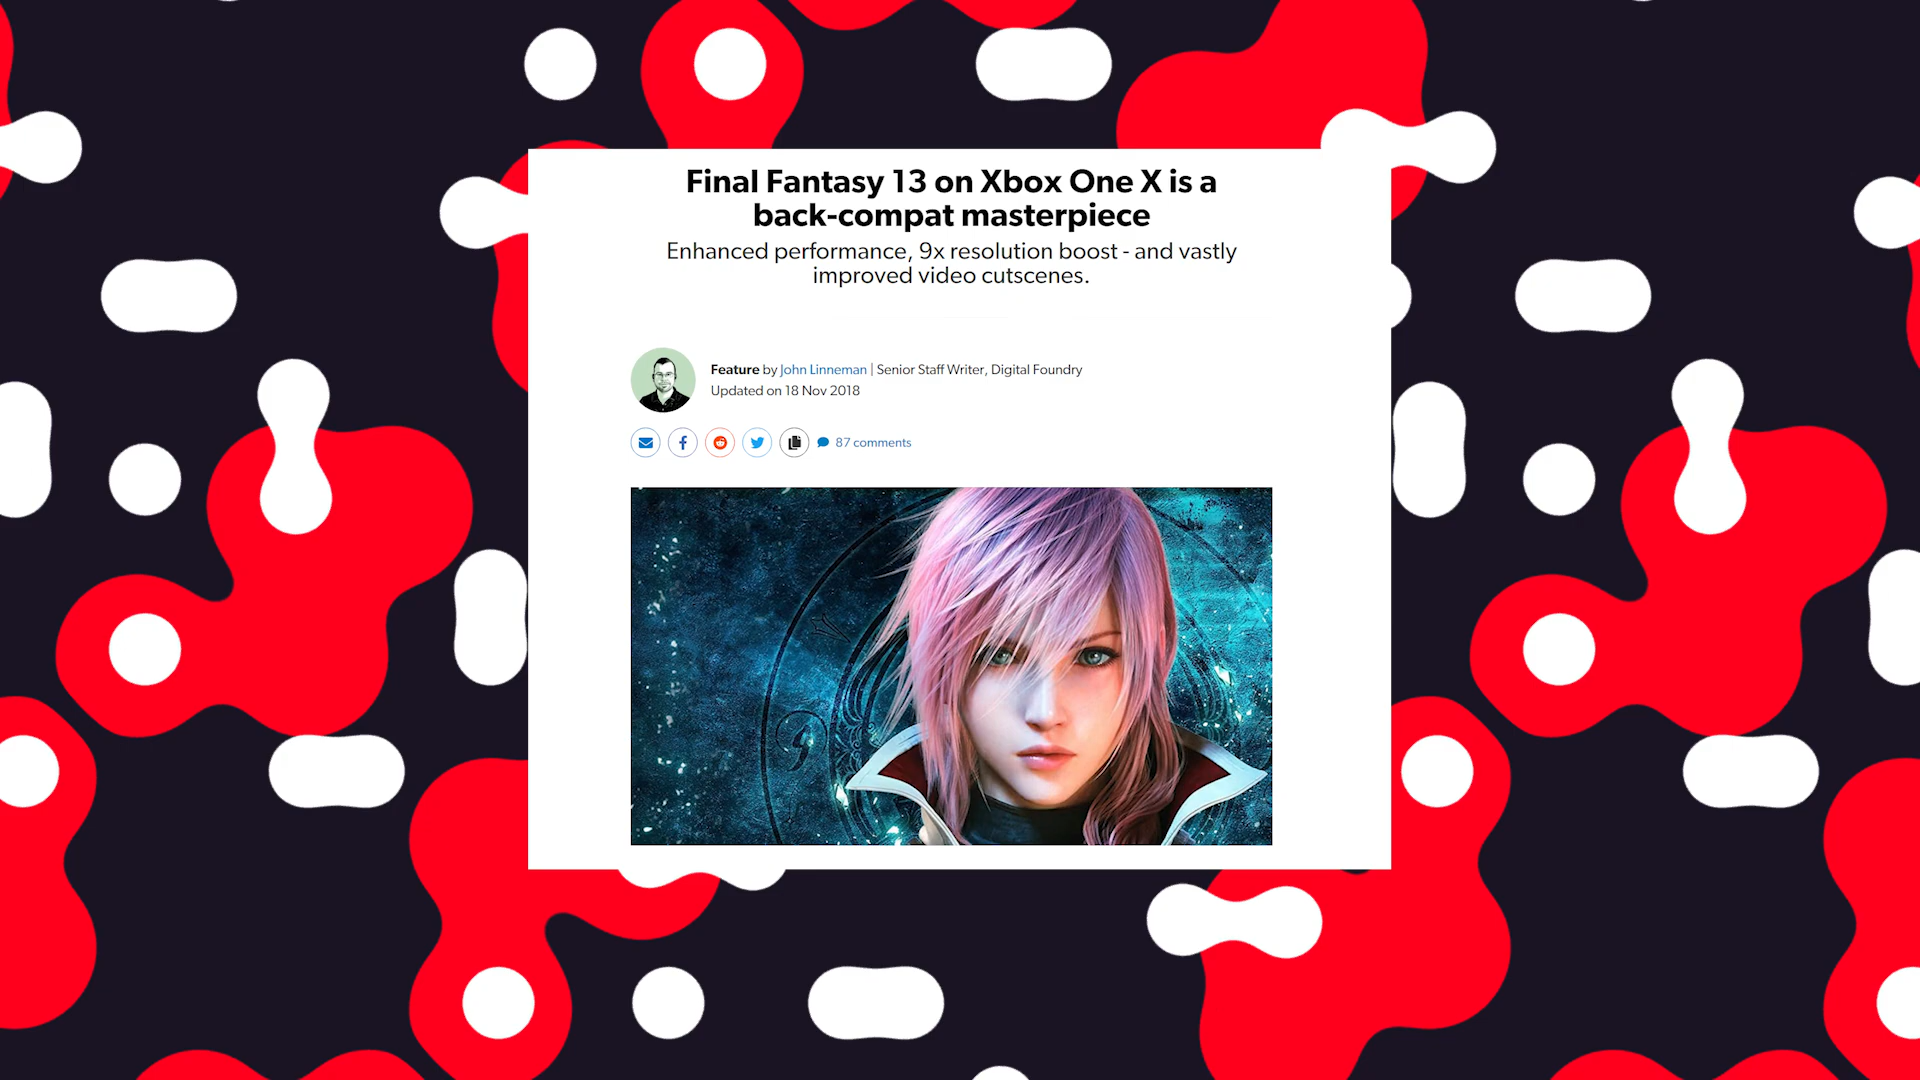 Final Fantasy 13 on Xbox One X is a
back-compat masterpiece
Enhanced performance, 9x resolution boost - and vastly
improved video cutscenes.
Feature by John Linneman | Senior Staff Writer, Digital Foundry
Updated on 18 Nov 2018
87 comments